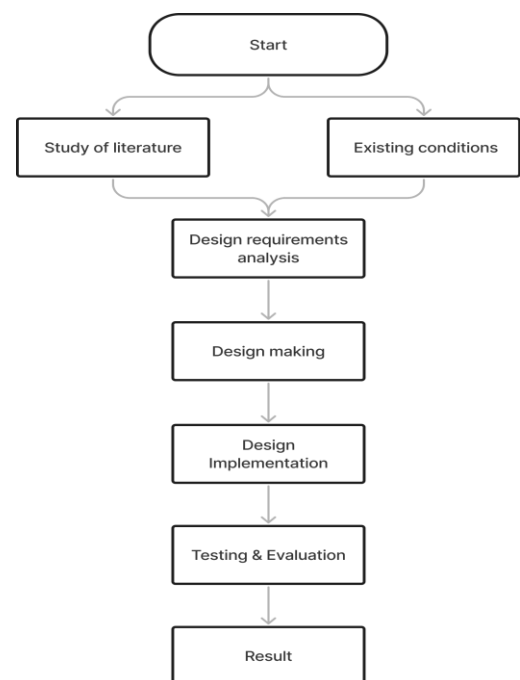 Start
Study of literature
Existing conditions
Design requirements
analysis
Design making
Design
Implementation
Testing & Evaluation
Result